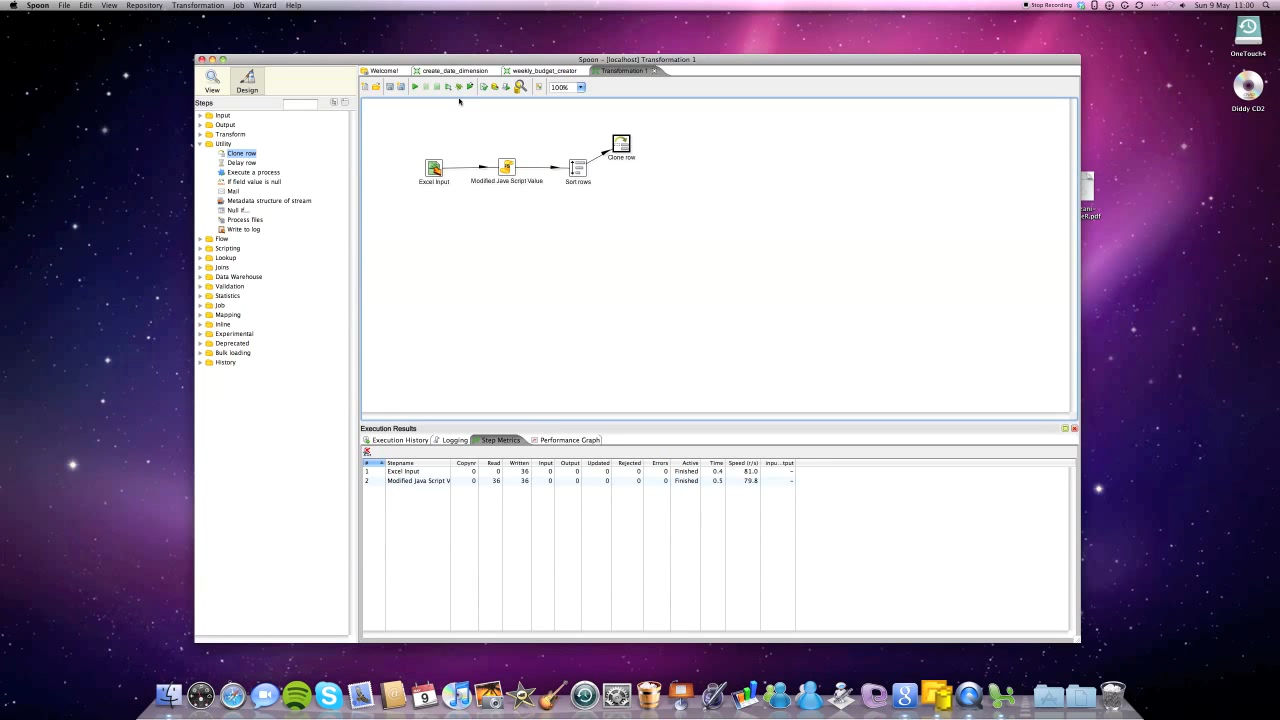 Spoon File Edit View Repository Transformation Job Wizard Help
Stop Recording Sun 9 May 11:00
OneTouch4
Diddy CD2
Spoon - [localhost] Transformation 1
View Design
Welcome! create_date_dimension weekly_budget_creator Transformation 1
100%
Steps
Input
Output
Transform
Utility
Clone row
Delay row
Execute a process
If field value is null
Mail
Metadata structure of stream
Null if...
Process files
Write to log
Flow
Scripting
Lookup
Joins
Data Warehouse
Validation
Statistics
Job
Mapping
Inline
Experimental
Deprecated
Bulk loading
History
Excel Input
Modified Java Script Value
Sort rows
Clone row
Execution Results
Execution History Logging Step Metrics Performance Graph
# Stepname Copynr Read Written Input Output Updated Rejected Errors Active Time Speed (r/s) input...tput
1 Excel Input 0 0 36 0 0 0 0 0 Finished 0.4 81.0 -
2 Modified Java Script V 0 36 36 0 0 0 0 0 Finished 0.5 79.8 -
9